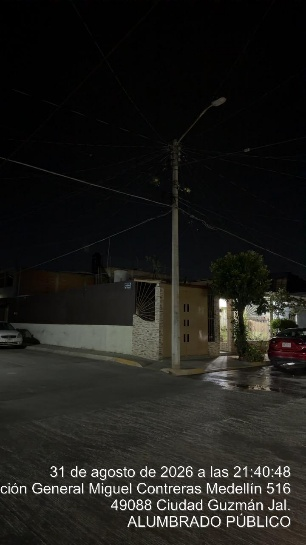 31 de agosto de 2026 a las 21:40:48
ción General Miguel Contreras Medellín 516
49088 Ciudad Guzmán Jal.
ALUMBRADO PÚBLICO